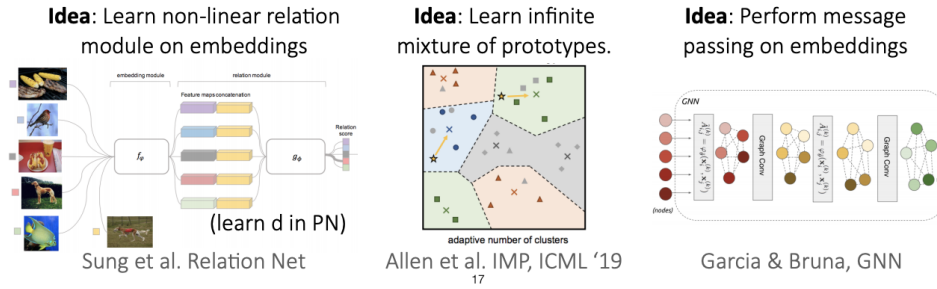 Idea: Learn non-linear relation
module on embeddings
embedding module
relation module
Feature maps concatenation
Relation
score
fφ
gϕ
(learn d in PN)
Sung et al. Relation Net
Idea: Learn infinite
mixture of prototypes.
adaptive number of clusters
Allen et al. IMP, ICML ‘19
17
Idea: Perform message
passing on embeddings
GNN
Graph Conv
Graph Conv
(nodes)
Garcia & Bruna, GNN